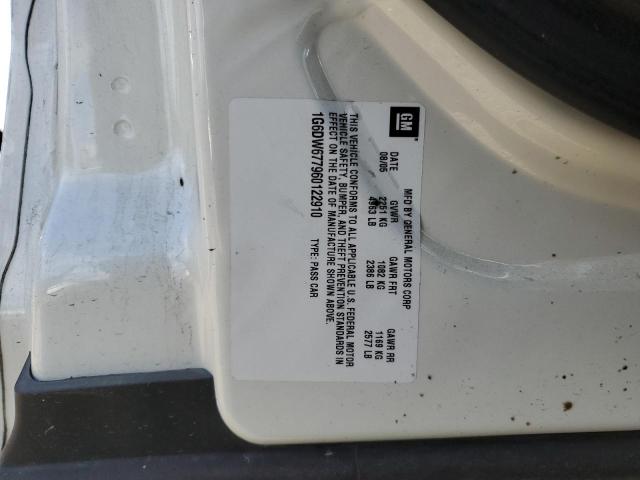 GM
MFD BY GENERAL MOTORS CORP
DATE GVWR GAWR FRT GAWR RR
08/05 2251 KG 1082 KG 1169 KG
4963 LB 2386 LB 2577 LB
THIS VEHICLE CONFORMS TO ALL APPLICABLE U.S. FEDERAL MOTOR
VEHICLE SAFETY, BUMPER, AND THEFT PREVENTION STANDARDS IN
EFFECT ON THE DATE OF MANUFACTURE SHOWN ABOVE.
1G6DW677960122910 TYPE: PASS CAR